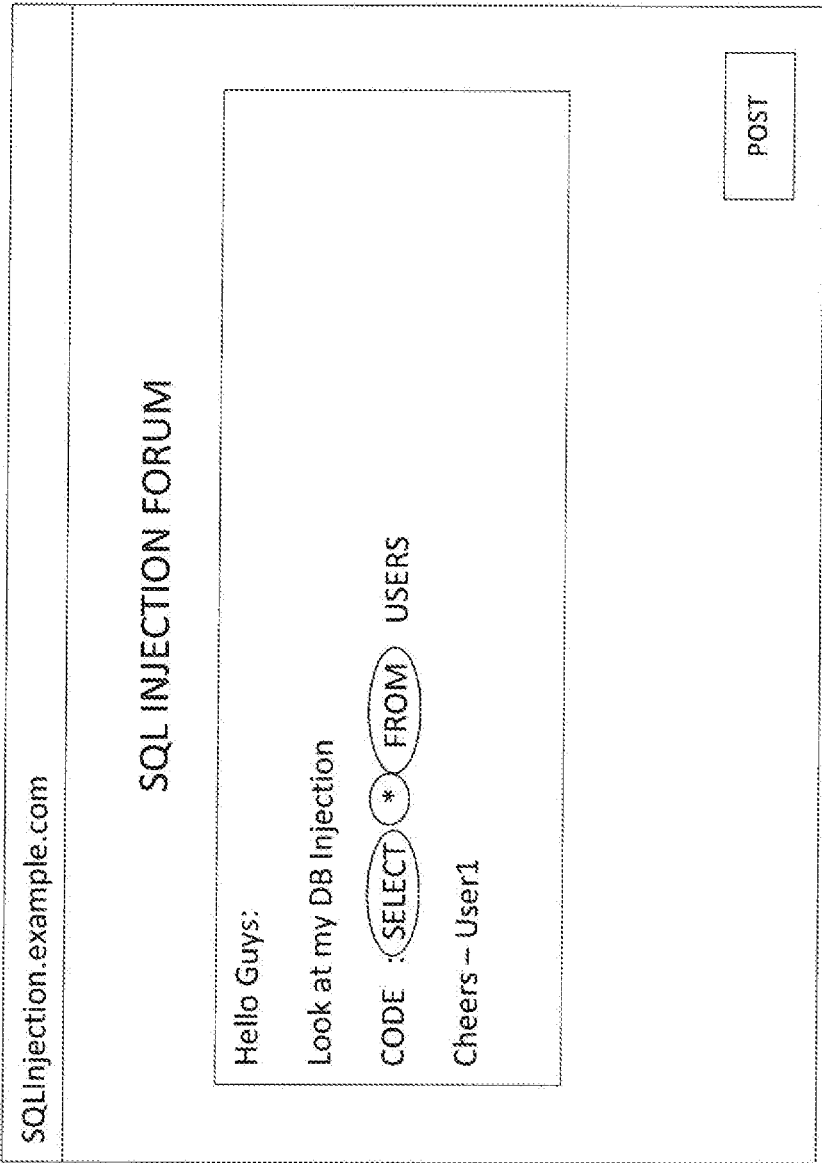 SQLInjection.example.com
SQL INJECTION FORUM
Hello Guys:
Look at my DB Injection
CODE : SELECT * FROM USERS
Cheers – User1
POST